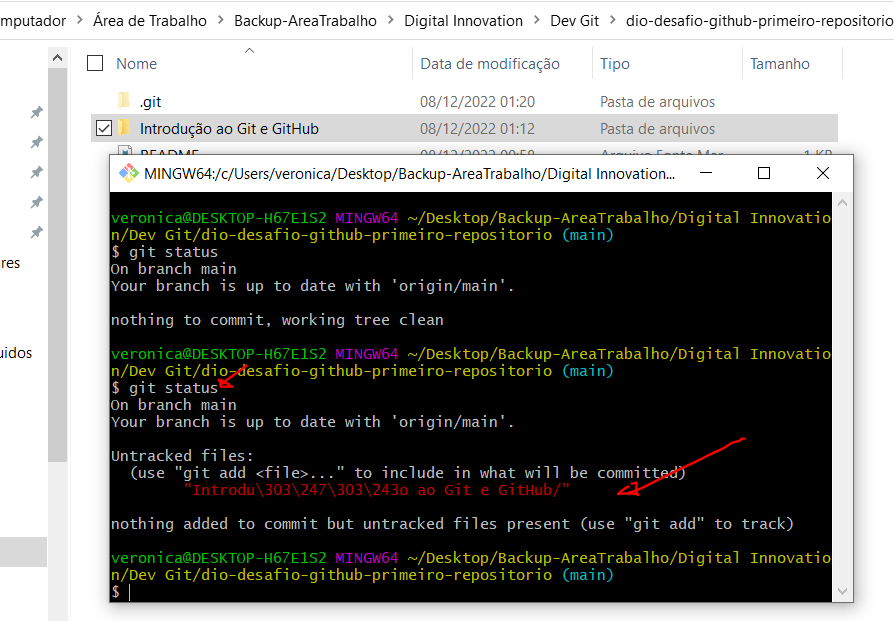 mputador > Área de Trabalho > Backup-AreaTrabalho > Digital Innovation > Dev Git > dio-desafio-github-primeiro-repositorio
Nome Data de modificação Tipo Tamanho
.git 08/12/2022 01:20 Pasta de arquivos
Introdução ao Git e GitHub 08/12/2022 01:12 Pasta de arquivos
README 08/12/2022 00:58 Arquivo Fonte Mar 1 KB
MINGW64:/c/Users/veronica/Desktop/Backup-AreaTrabalho/Digital Innovation...
veronica@DESKTOP-H67E1S2 MINGW64 ~/Desktop/Backup-AreaTrabalho/Digital Innovatio
n/Dev Git/dio-desafio-github-primeiro-repositorio (main)
$ git status
On branch main
Your branch is up to date with 'origin/main'.
nothing to commit, working tree clean
veronica@DESKTOP-H67E1S2 MINGW64 ~/Desktop/Backup-AreaTrabalho/Digital Innovatio
n/Dev Git/dio-desafio-github-primeiro-repositorio (main)
$ git status
On branch main
Your branch is up to date with 'origin/main'.
Untracked files:
(use "git add <file>..." to include in what will be committed)
"Introdu\303\247\303\243o ao Git e GitHub/"
nothing added to commit but untracked files present (use "git add" to track)
veronica@DESKTOP-H67E1S2 MINGW64 ~/Desktop/Backup-AreaTrabalho/Digital Innovatio
n/Dev Git/dio-desafio-github-primeiro-repositorio (main)
$
res
uidos